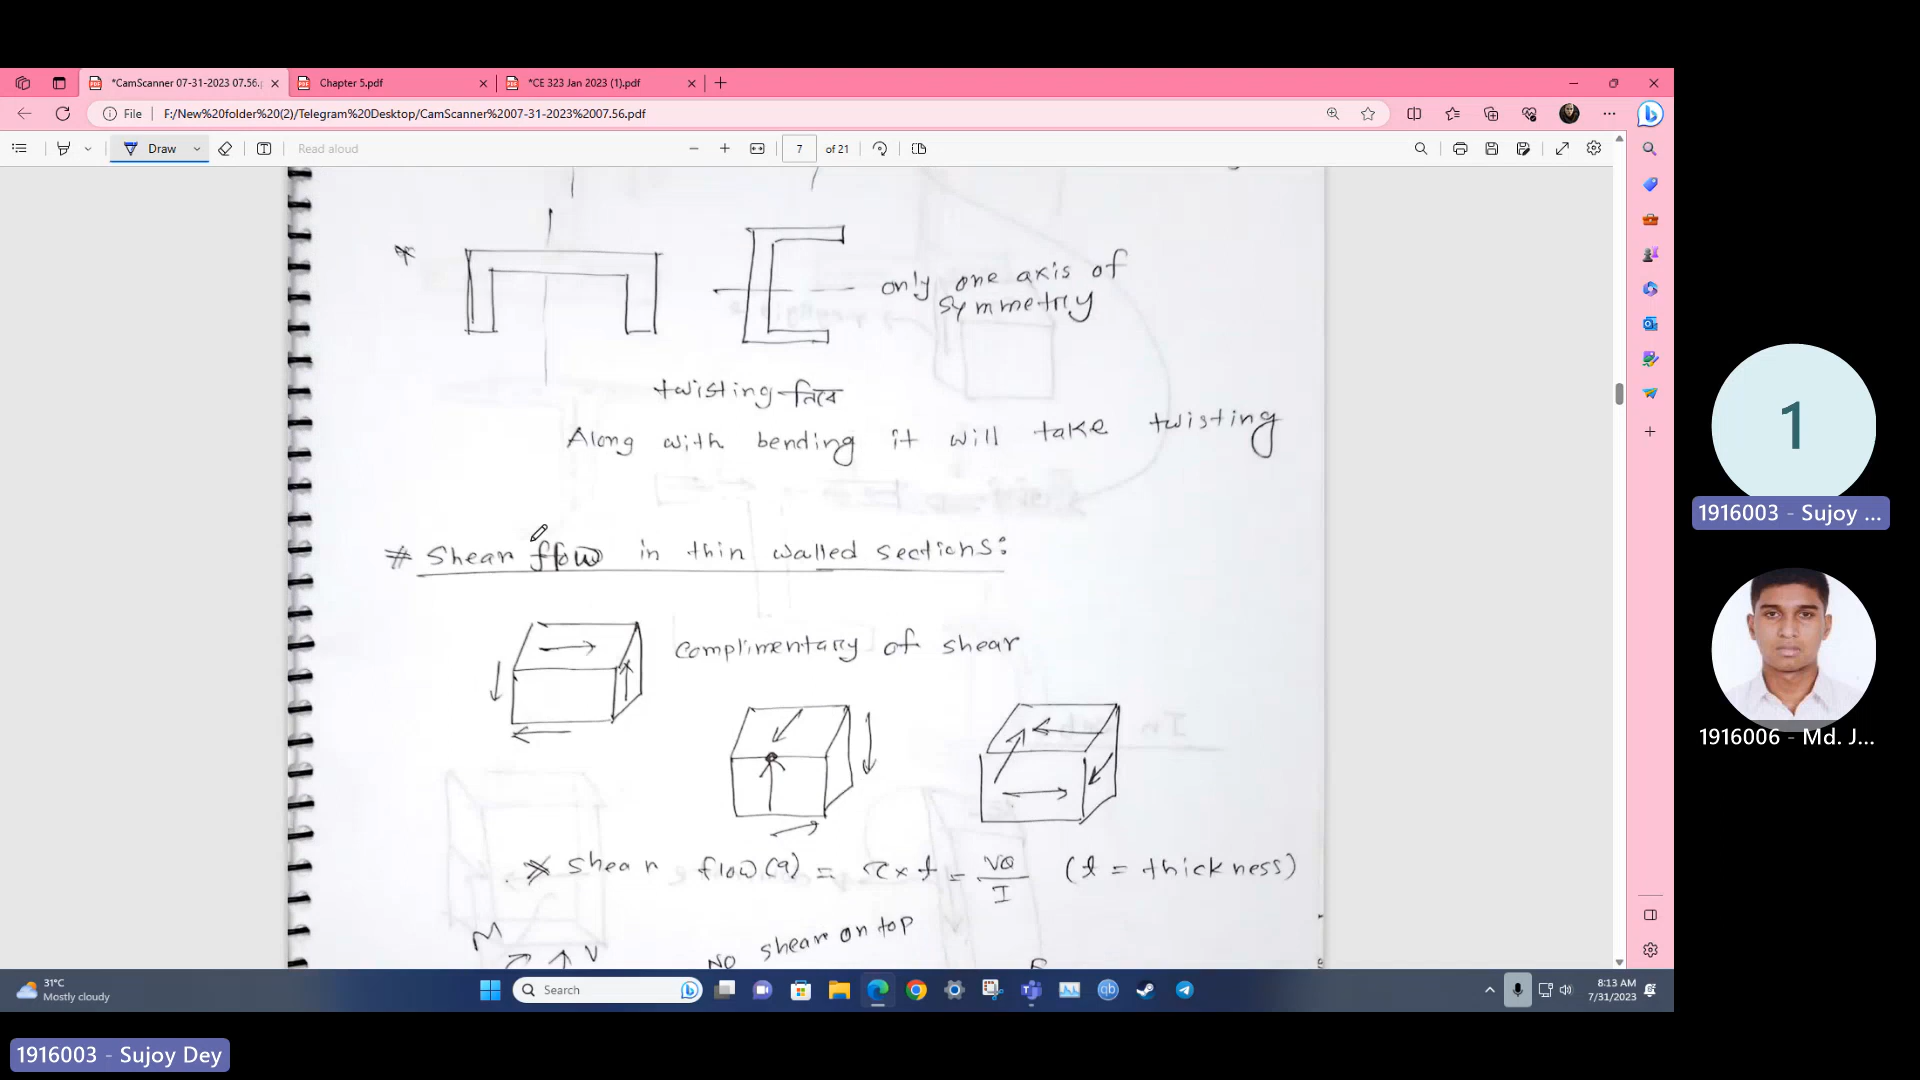 *CamScanner 07-31-2023 07.56.
Chapter 5.pdf
*CE 323 Jan 2023 (1).pdf
File
F:/New%20folder%20(2)/Telegram%20Desktop/CamScanner%2007-31-2023%2007.56.pdf
Draw
Read aloud
7
of 21
* only one axis of
symmetry
twisting নিবে
Along with bending it will take twisting
# Shear flow in thin walled sections:
Complimentary of shear
* Shear flow (q) = τ x t = VQ/I (t = thickness)
M
V
No shear on top
1
1916003 - Sujoy ...
1916006 - Md. J...
31°C
Mostly cloudy
Search
8:13 AM
7/31/2023
1916003 - Sujoy Dey